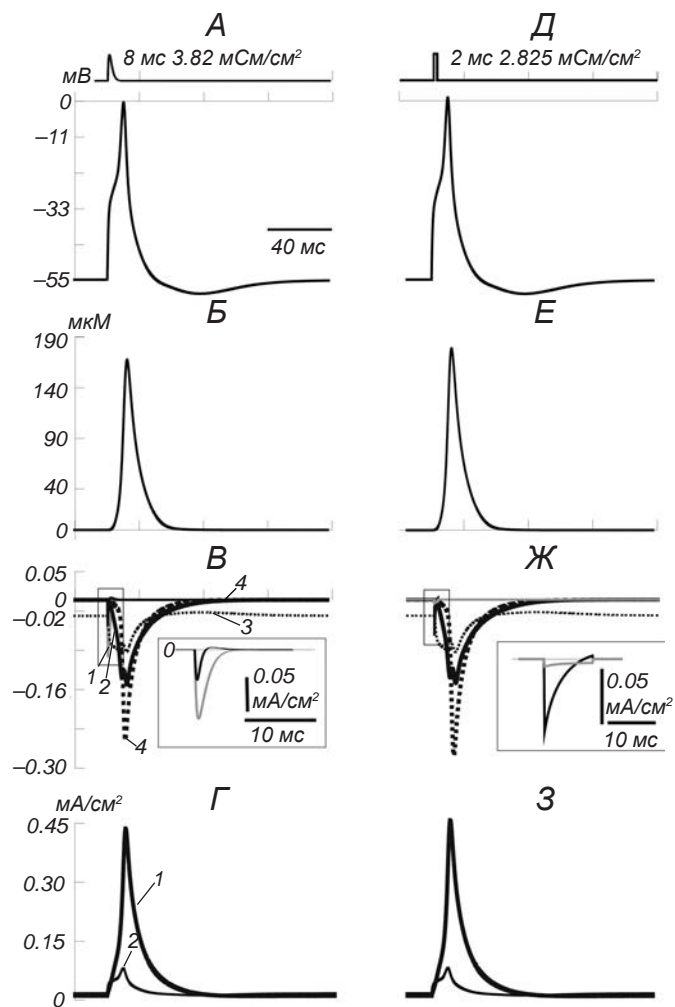 А
Д
8 мс 3.82 мСм/см²
2 мс 2.825 мСм/см²
мВ
0
–11
–33
–55
40 мс
Б
Е
мкМ
190
140
90
40
0
В
Ж
0.05
0
–0.02
–0.16
–0.30
4
3
1
2
4
0
0.05
мА/см²
10 мс
0.05
мА/см²
10 мс
мА/см²
Г
З
0.45
0.30
0.15
0
1
2